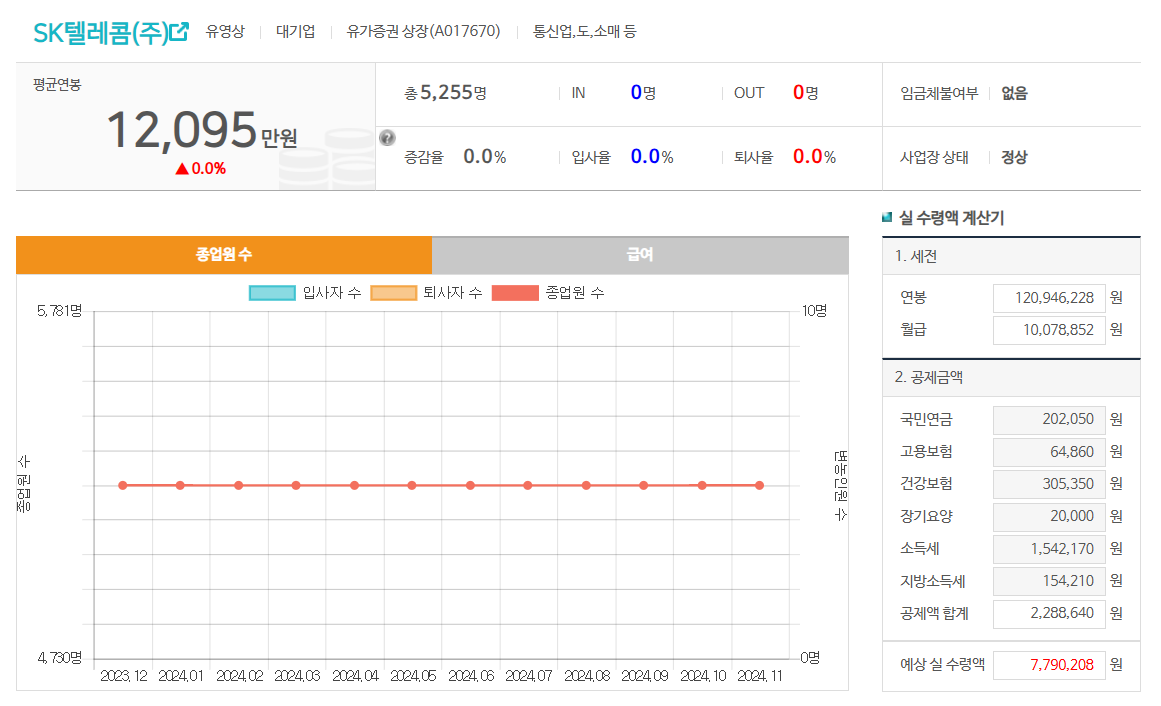 SK텔레콤(주) 유영상 대기업 유가증권 상장(A017670) 통신업,도,소매 등
평균연봉
12,095만원
▲0.0%
?
총 5,255명 IN 0명 OUT 0명
증감율 0.0% 입사율 0.0% 퇴사율 0.0%
임금체불여부 없음
사업장 상태 정상
종업원 수 급여
입사자 수 퇴사자 수 종업원 수
5,781명
4,730명
종업원 수
10명
0명
변동인원 수
2023.12 2024.01 2024.02 2024.03 2024.04 2024.05 2024.06 2024.07 2024.08 2024.09 2024.10 2024.11
실 수령액 계산기
1. 세전
연봉 120,946,228 원
월급 10,078,852 원
2. 공제금액
국민연금 202,050 원
고용보험 64,860 원
건강보험 305,350 원
장기요양 20,000 원
소득세 1,542,170 원
지방소득세 154,210 원
공제액 합계 2,288,640 원
예상 실 수령액 7,790,208 원